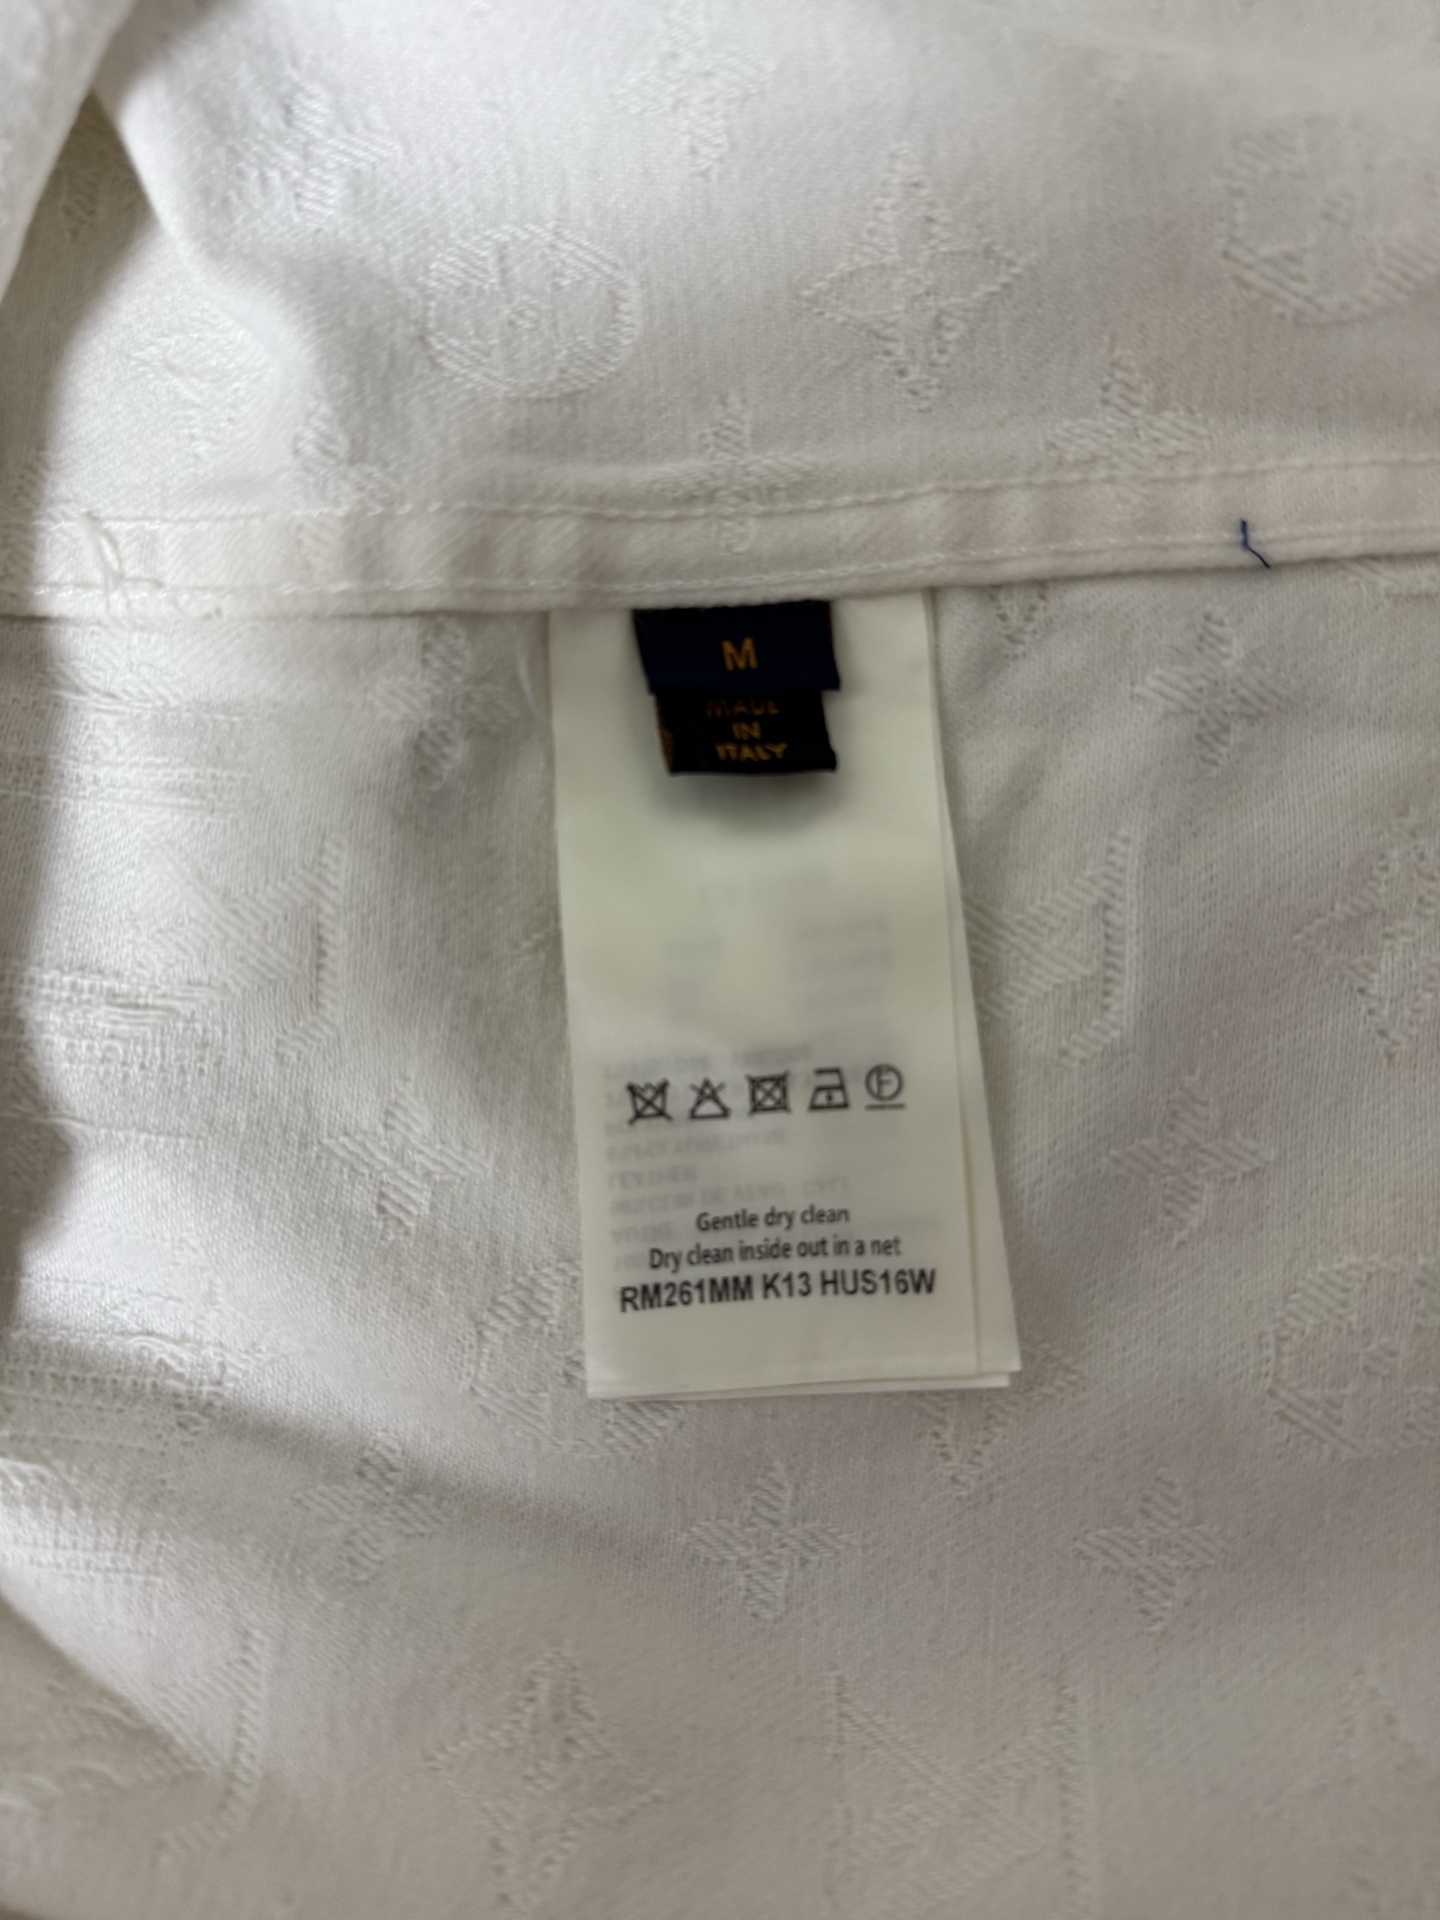 M
MADE
IN
ITALY
Gentle dry clean
Dry clean inside out in a net
RM261MM K13 HUS16W